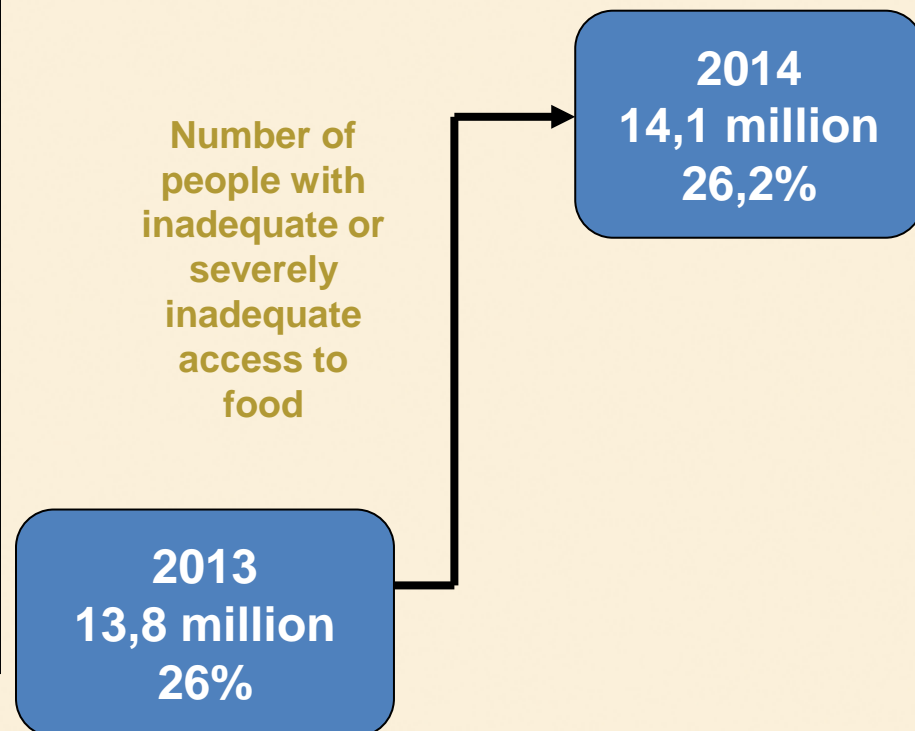 Number of
people with
inadequate or
severely
inadequate
access to
food
2014
14,1 million
26,2%
2013
13,8 million
26%